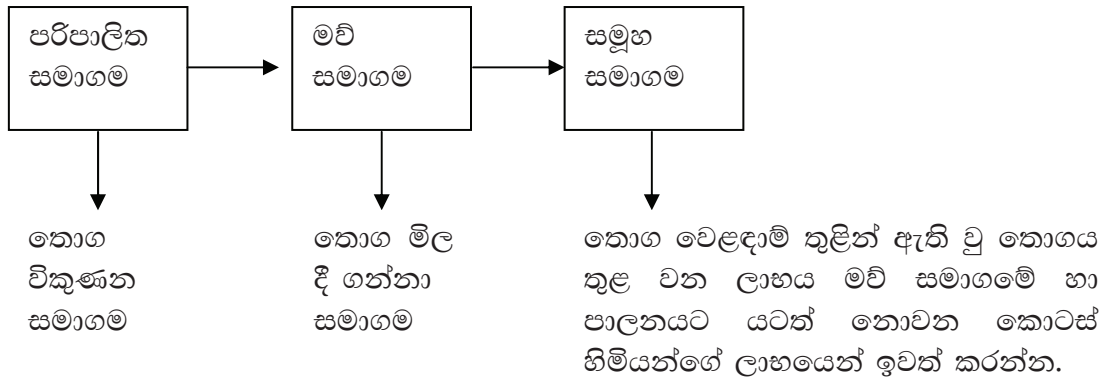 පරිපාලිත
සමාගම
මව්
සමාගම
සමූහ
සමාගම
තොග
විකුණන
සමාගම
තොග මිල
දී ගන්නා
සමාගම
තොග වෙළඳාම් තුළින් ඇති වු තොගය
තුළ වන ලාභය මව් සමාගමේ හා
පාලනයට යටත් නොවන කොටස්
හිමියන්ගේ ලාභයෙන් ඉවත් කරන්න.